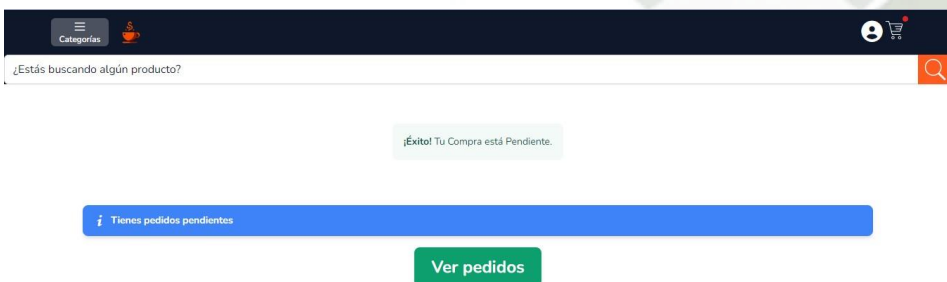 Categorías
¿Estás buscando algún producto?
¡Éxito! Tu Compra está Pendiente.
i Tienes pedidos pendientes
Ver pedidos